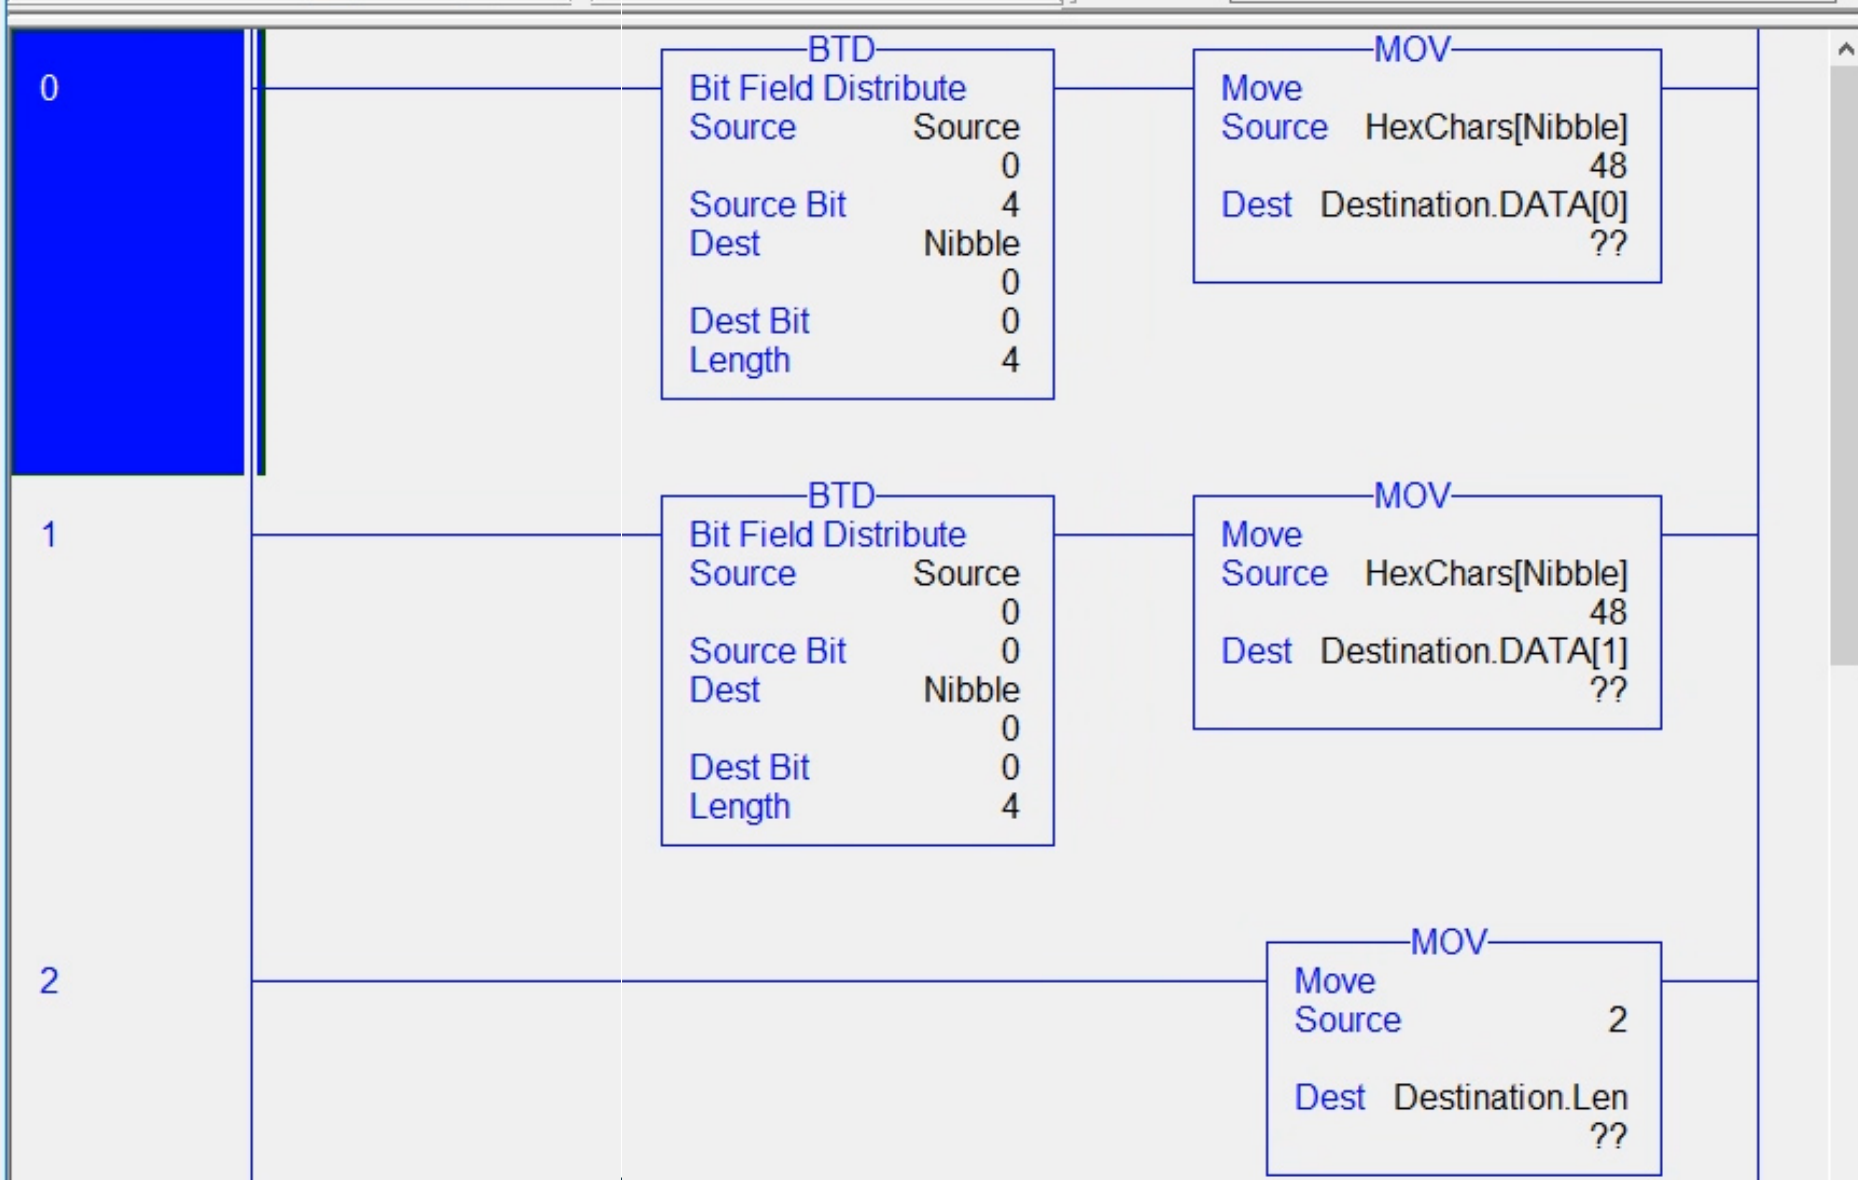 0
BTD
Bit Field Distribute
Source Source
0
Source Bit 4
Dest Nibble
0
Dest Bit 0
Length 4
MOV
Move
Source HexChars[Nibble]
48
Dest Destination.DATA[0]
??
1
BTD
Bit Field Distribute
Source Source
0
Source Bit 0
Dest Nibble
0
Dest Bit 0
Length 4
MOV
Move
Source HexChars[Nibble]
48
Dest Destination.DATA[1]
??
2
MOV
Move
Source 2
Dest Destination.Len
??